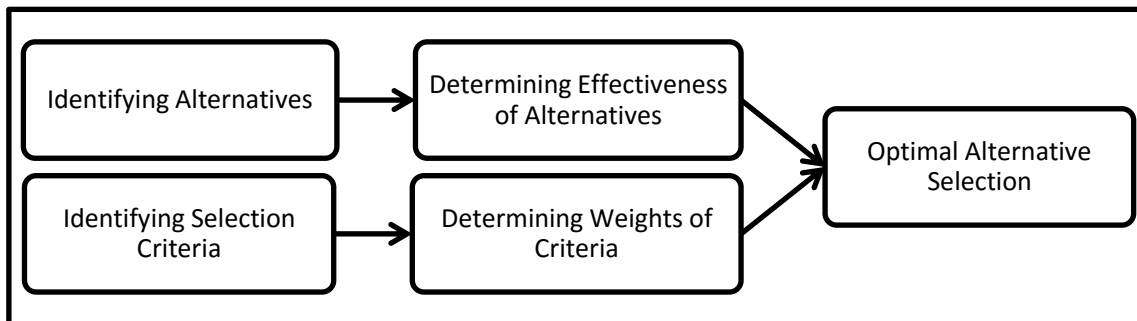 Identifying Alternatives
Determining Effectiveness
of Alternatives
Optimal Alternative
Selection
Identifying Selection
Criteria
Determining Weights of
Criteria